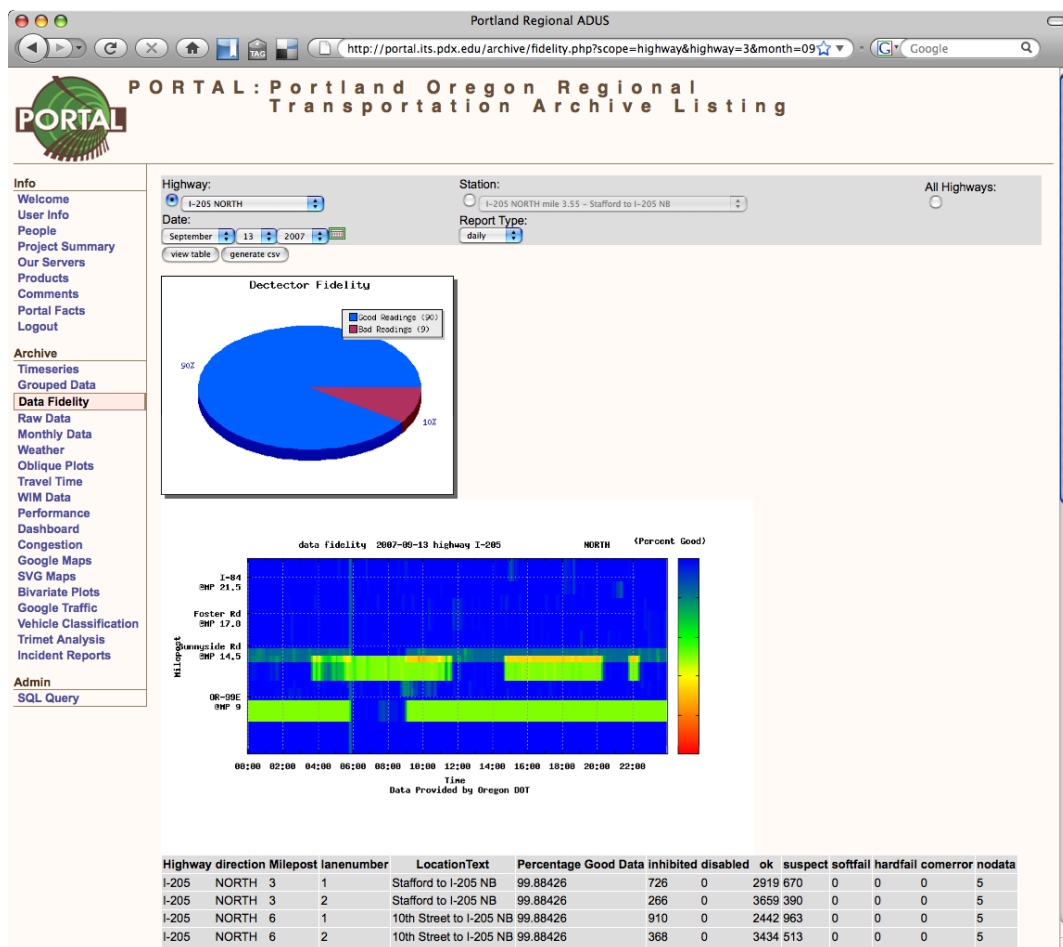 Portland Regional ADUS
http://portal.its.pdx.edu/archive/fidelity.php?scope=highway&highway=3&month=09
Google
TAG
PORTAL: Portland Oregon Regional
Transportation Archive Listing
PORTAL
Info
Welcome
User Info
People
Project Summary
Our Servers
Products
Comments
Portal Facts
Logout
Archive
Timeseries
Grouped Data
Data Fidelity
Raw Data
Monthly Data
Weather
Oblique Plots
Travel Time
WIM Data
Performance
Dashboard
Congestion
Google Maps
SVG Maps
Bivariate Plots
Google Traffic
Vehicle Classification
Trimet Analysis
Incident Reports
Admin
SQL Query
Highway:
I-205 NORTH
Station:
I-205 NORTH mile 3.55 - Stafford to I-205 NB
All Highways:
Date:
September 13 2007
Report Type:
daily
view table generate csv
Dectector Fidelity
Good Readings (90)
Bad Readings (9)
90%
10%
data fidelity 2007-09-13 highway I-205 NORTH (Percent Good)
Milepost
I-84
@MP 21.5
Foster Rd
@MP 17.0
Sunnyside Rd
@MP 14.5
OR-99E
@MP 9
00:00 02:00 04:00 06:00 08:00 10:00 12:00 14:00 16:00 18:00 20:00 22:00
Time
Data Provided by Oregon DOT
Highway direction Milepost lanenumber LocationText Percentage Good Data inhibited disabled ok suspect softfail hardfail comerror nodata
I-205 NORTH 3 1 Stafford to I-205 NB 99.88426 726 0 2919 670 0 0 0 5
I-205 NORTH 3 2 Stafford to I-205 NB 99.88426 266 0 3659 390 0 0 0 5
I-205 NORTH 6 1 10th Street to I-205 NB 99.88426 910 0 2442 963 0 0 0 5
I-205 NORTH 6 2 10th Street to I-205 NB 99.88426 368 0 3434 513 0 0 0 5